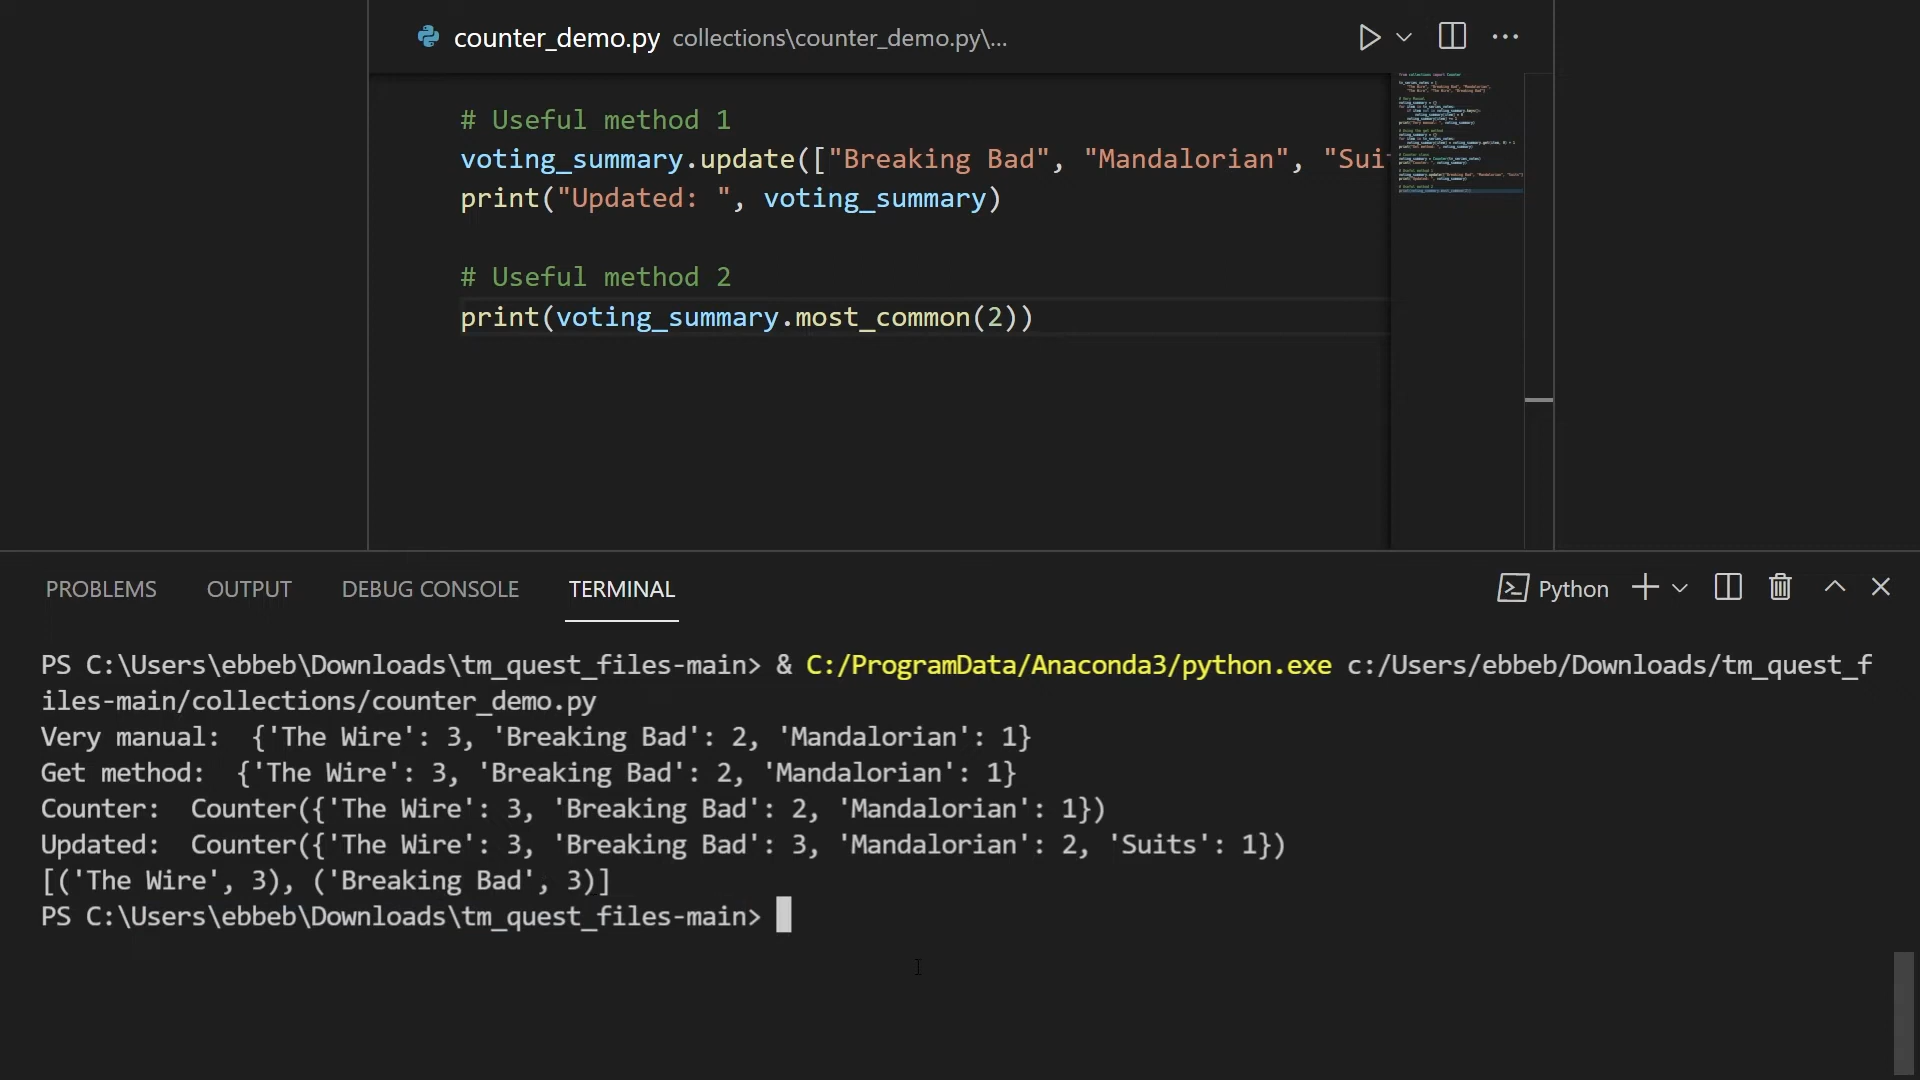 counter_demo.py collections\counter_demo.py\...
# Useful method 1
voting_summary.update(["Breaking Bad", "Mandalorian", "Sui
print("Updated: ", voting_summary)
# Useful method 2
print(voting_summary.most_common(2))
PROBLEMS OUTPUT DEBUG CONSOLE TERMINAL Python
PS C:\Users\ebbeb\Downloads\tm_quest_files-main> & C:/ProgramData/Anaconda3/python.exe c:/Users/ebbeb/Downloads/tm_quest_f
iles-main/collections/counter_demo.py
Very manual:  {'The Wire': 3, 'Breaking Bad': 2, 'Mandalorian': 1}
Get method:  {'The Wire': 3, 'Breaking Bad': 2, 'Mandalorian': 1}
Counter:  Counter({'The Wire': 3, 'Breaking Bad': 2, 'Mandalorian': 1})
Updated:  Counter({'The Wire': 3, 'Breaking Bad': 3, 'Mandalorian': 2, 'Suits': 1})
[('The Wire', 3), ('Breaking Bad', 3)]
PS C:\Users\ebbeb\Downloads\tm_quest_files-main>